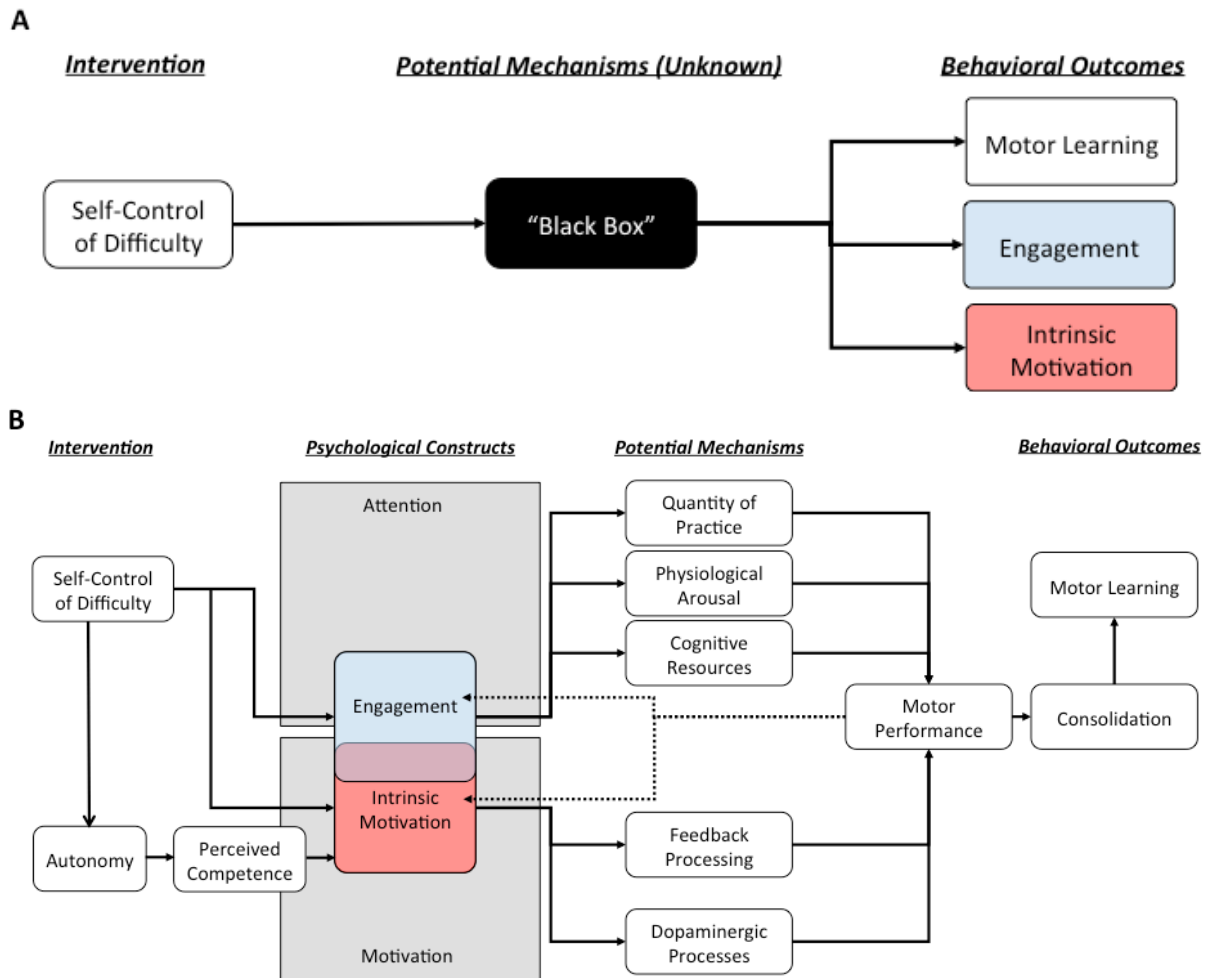 A
Intervention
Potential Mechanisms (Unknown)
Behavioral Outcomes
Self-Control
of Difficulty
“Black Box”
Motor Learning
Engagement
Intrinsic
Motivation
B
Intervention
Psychological Constructs
Potential Mechanisms
Behavioral Outcomes
Attention
Self-Control
of Difficulty
Quantity of
Practice
Physiological
Arousal
Cognitive
Resources
Motor Learning
Engagement
Motor
Performance
Consolidation
Intrinsic
Motivation
Autonomy
Perceived
Competence
Feedback
Processing
Dopaminergic
Processes
Motivation